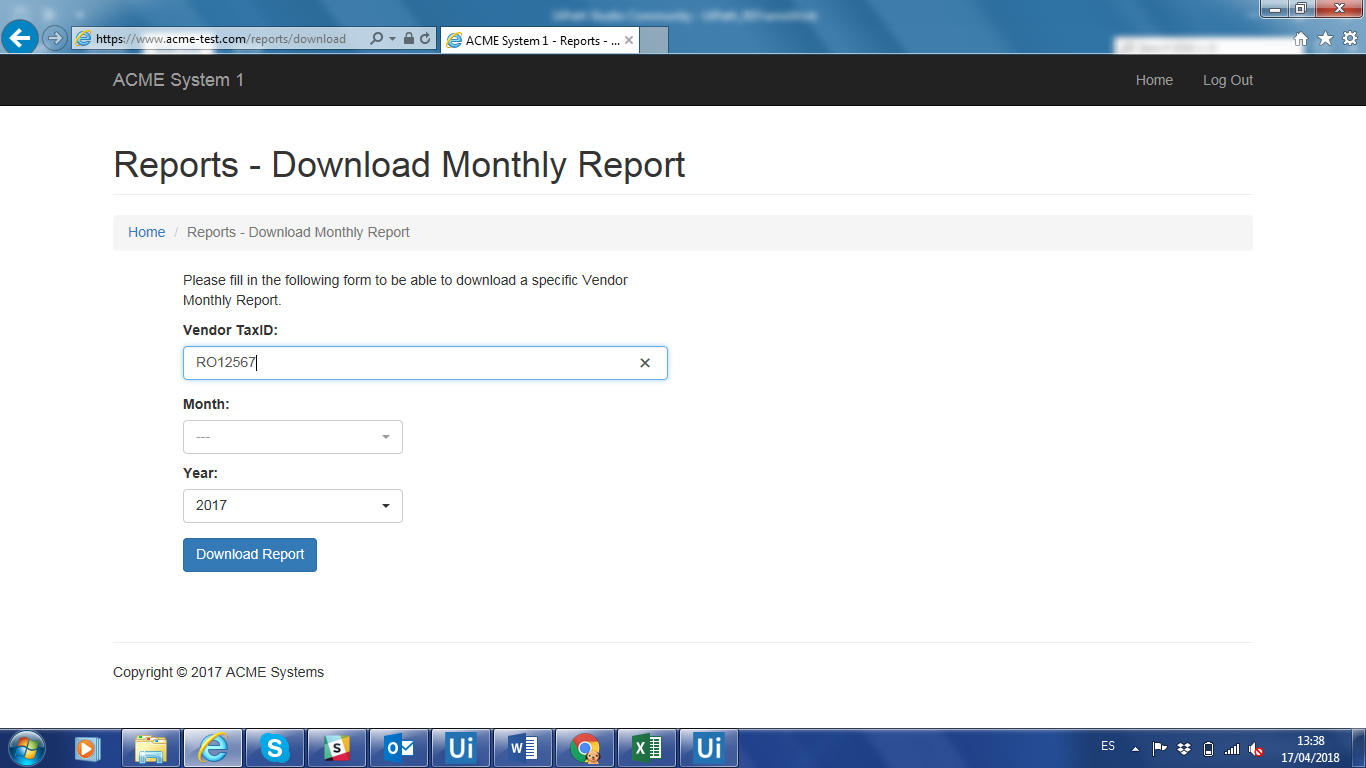 https://www.acme-test.com/reports/download
ACME System 1 - Reports - ...
ACME System 1
Home
Log Out
Reports - Download Monthly Report
Home / Reports - Download Monthly Report
Please fill in the following form to be able to download a specific Vendor
Monthly Report.
Vendor TaxID:
RO12567
Month:
---
Year:
2017
Download Report
Copyright © 2017 ACME Systems
ES
13:38
17/04/2018